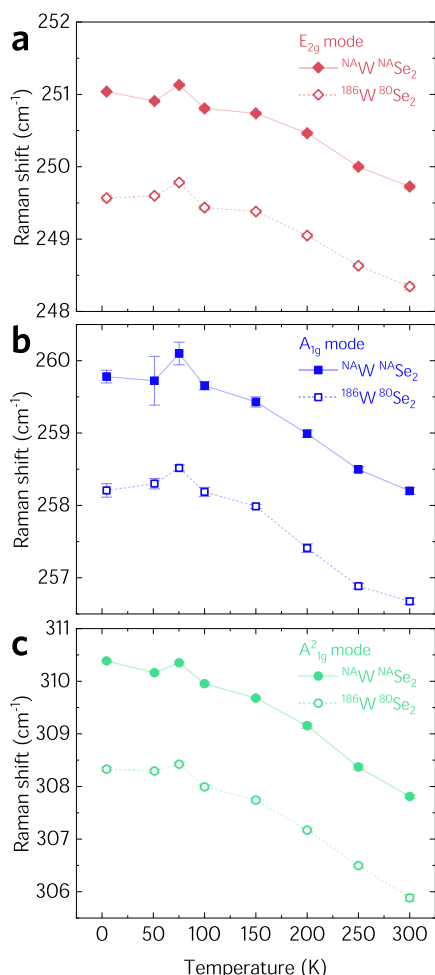 a
252
251
250
249
248
Raman shift (cm⁻¹)
E₂g mode
ᴺᴬW ᴺᴬSe₂
¹⁸⁶W ⁸⁰Se₂
b
260
259
258
257
Raman shift (cm⁻¹)
A₁g mode
ᴺᴬW ᴺᴬSe₂
¹⁸⁶W ⁸⁰Se₂
c
311
310
309
308
307
306
Raman shift (cm⁻¹)
A²₁g mode
ᴺᴬW ᴺᴬSe₂
¹⁸⁶W ⁸⁰Se₂
0 50 100 150 200 250 300
Temperature (K)